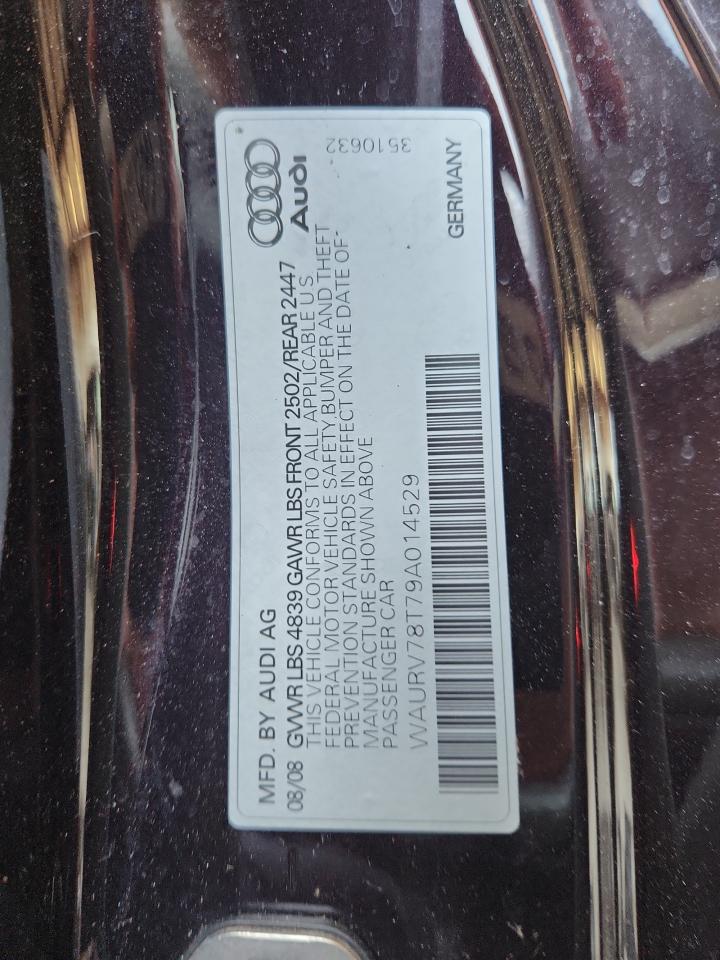 MFD. BY AUDI AG
Audi
08/08 GVWR LBS 4839 GAWR LBS FRONT 2502/REAR 2447
THIS VEHICLE CONFORMS TO ALL APPLICABLE U S
FEDERAL MOTOR VEHICLE SAFETY BUMPER AND THEFT
PREVENTION STANDARDS IN EFFECT ON THE DATE OF
MANUFACTURE SHOWN ABOVE
PASSENGER CAR
3510632
WAURV78T79A014529
GERMANY